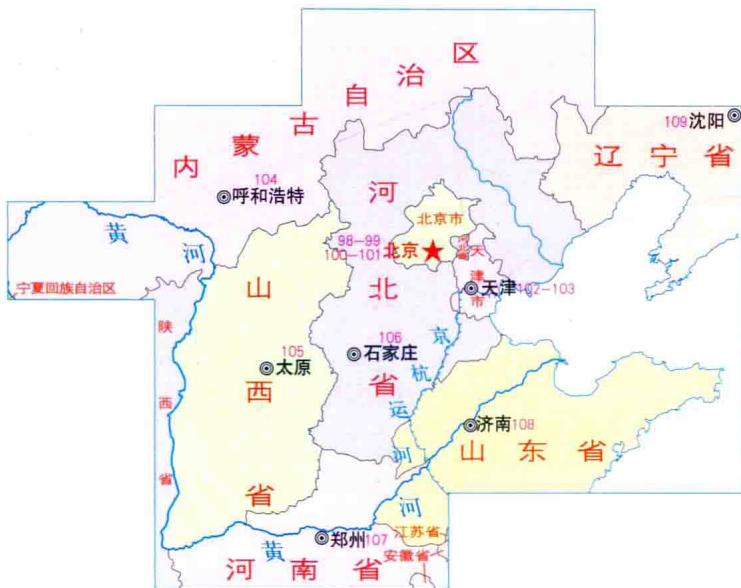 内蒙古自治区
109 沈阳
辽宁省
104
呼和浩特
河北省
北京市
98-99
100-101
北京
河北省
天津市
黄河
宁夏回族自治区
天津 102-103
山西省
陕西省
京杭运河
106
石家庄
105
太原
济南 108
山东省
黄河
江苏省
郑州 107
安徽省
河南省